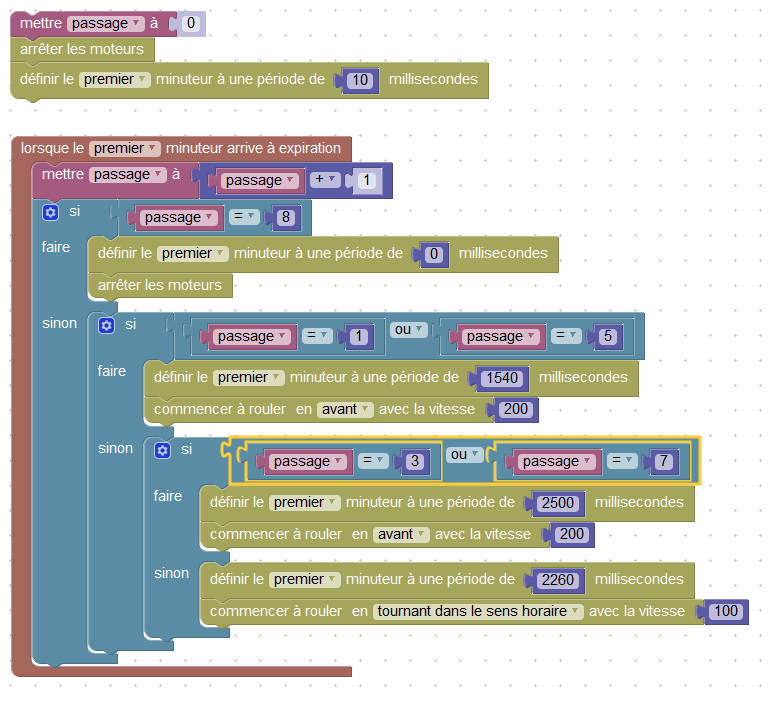 mettre passage à 0
arrêter les moteurs
définir le premier minuteur à une période de 10 millisecondes
lorsque le premier minuteur arrive à expiration
mettre passage à passage + 1
si passage = 8
faire définir le premier minuteur à une période de 0 millisecondes
arrêter les moteurs
sinon si passage = 1 ou passage = 5
faire définir le premier minuteur à une période de 1540 millisecondes
commencer à rouler en avant avec la vitesse 200
sinon si passage = 3 ou passage = 7
faire définir le premier minuteur à une période de 2500 millisecondes
commencer à rouler en avant avec la vitesse 200
sinon définir le premier minuteur à une période de 2260 millisecondes
commencer à rouler en tournant dans le sens horaire avec la vitesse 100